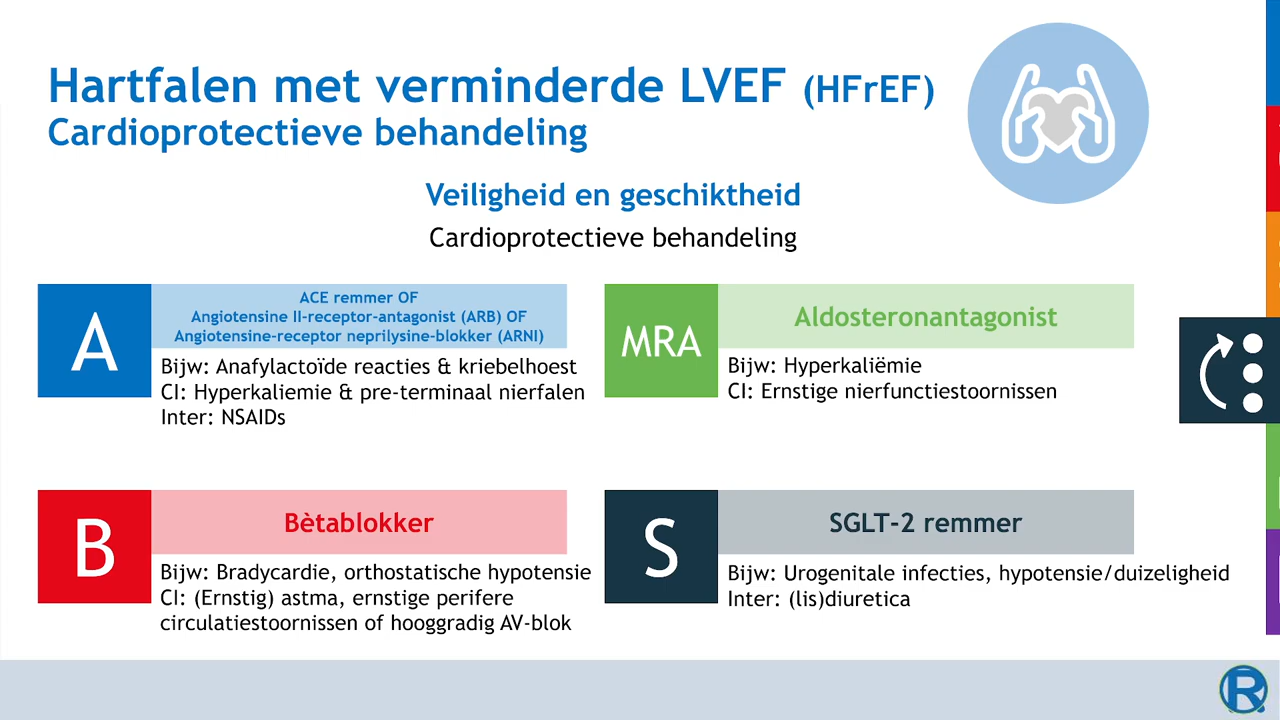 Hartfalen met verminderde LVEF (HFrEF)
Cardioprotectieve behandeling
Veiligheid en geschiktheid
Cardioprotectieve behandeling
A
ACE remmer OF
Angiotensine II-receptor-antagonist (ARB) OF
Angiotensine-receptor neprilysine-blokker (ARNI)
Bijw: Anafylactoïde reacties & kriebelhoest
CI: Hyperkaliemie & pre-terminaal nierfalen
Inter: NSAIDs
MRA
Aldosteronantagonist
Bijw: Hyperkaliëmie
CI: Ernstige nierfunctiestoornissen
B
Bètablokker
Bijw: Bradycardie, orthostatische hypotensie
CI: (Ernstig) astma, ernstige perifere
circulatiestoornissen of hooggradig AV-blok
S
SGLT-2 remmer
Bijw: Urogenitale infecties, hypotensie/duizeligheid
Inter: (lis)diuretica
R